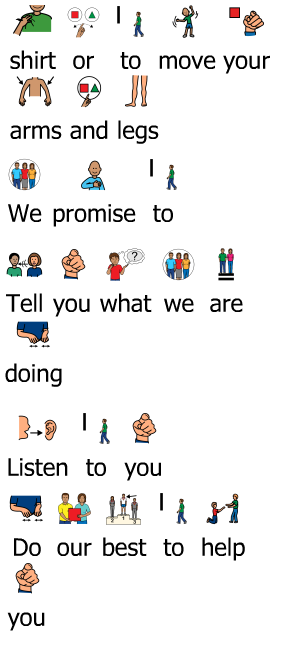 shirt or to move your
arms and legs
We promise to
Tell you what we are
doing
Listen to you
Do our best to help
you